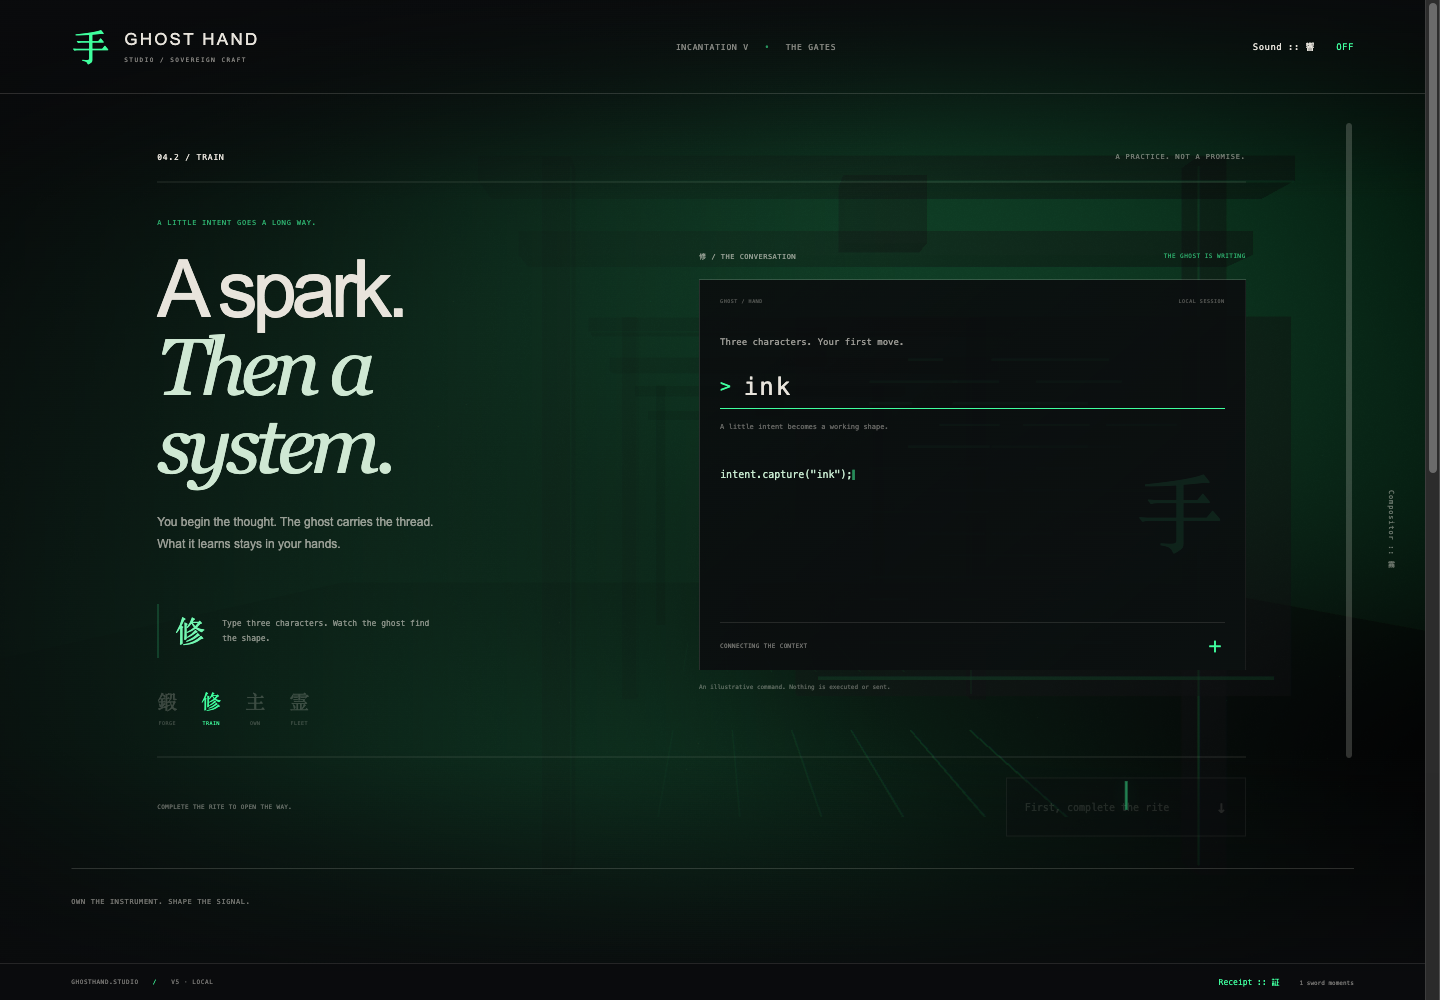 手 GHOST HAND
STUDIO / SOVEREIGN CRAFT
INCANTATION V • THE GATES
Sound :: 響 OFF
04.2 / TRAIN
A PRACTICE. NOT A PROMISE.
A LITTLE INTENT GOES A LONG WAY.
A spark.
Then a
system.
You begin the thought. The ghost carries the thread.
What it learns stays in your hands.
修
Type three characters. Watch the ghost find
the shape.
鍛 修 主 霊
FORGE TRAIN OWN FLEET
修 / THE CONVERSATION
THE GHOST IS WRITING
GHOST / HAND
LOCAL SESSION
Three characters. Your first move.
> ink
A little intent becomes a working shape.
intent.capture("ink");
手
CONNECTING THE CONTEXT +
An illustrative command. Nothing is executed or sent.
COMPLETE THE RITE TO OPEN THE WAY.
First, complete the rite ↓
Compositor ::
OWN THE INSTRUMENT. SHAPE THE SIGNAL.
GHOSTHAND.STUDIO / V5 · LOCAL
Receipt :: 証
1 sword moments